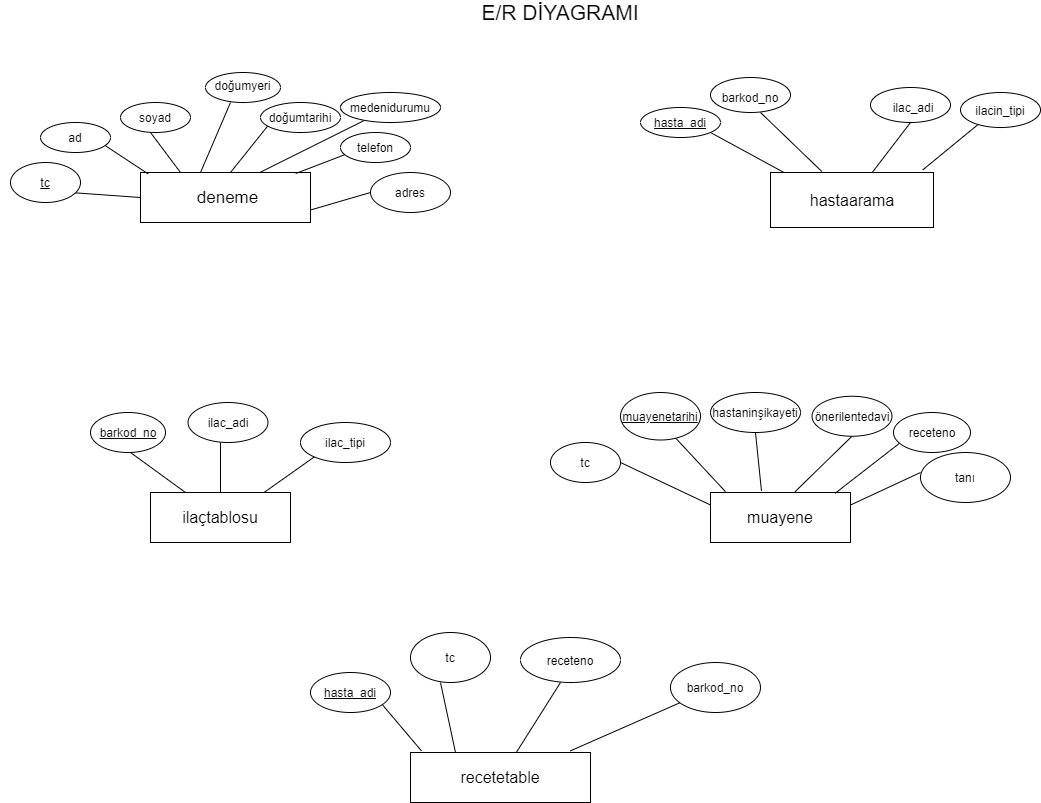 E/R DİYAGRAMI
doğumyeri
soyad
doğumtarihi
medenidurumu
ad
telefon
tc
adres
deneme
barkod_no
hasta_adi
ilac_adi
ilacin_tipi
hastaarama
barkod_no
ilac_adi
ilac_tipi
ilaçtablosu
muayenetarihi
hastaninşikayeti
önerilentedavi
receteno
tc
tanı
muayene
hasta_adi
tc
receteno
barkod_no
recetetable